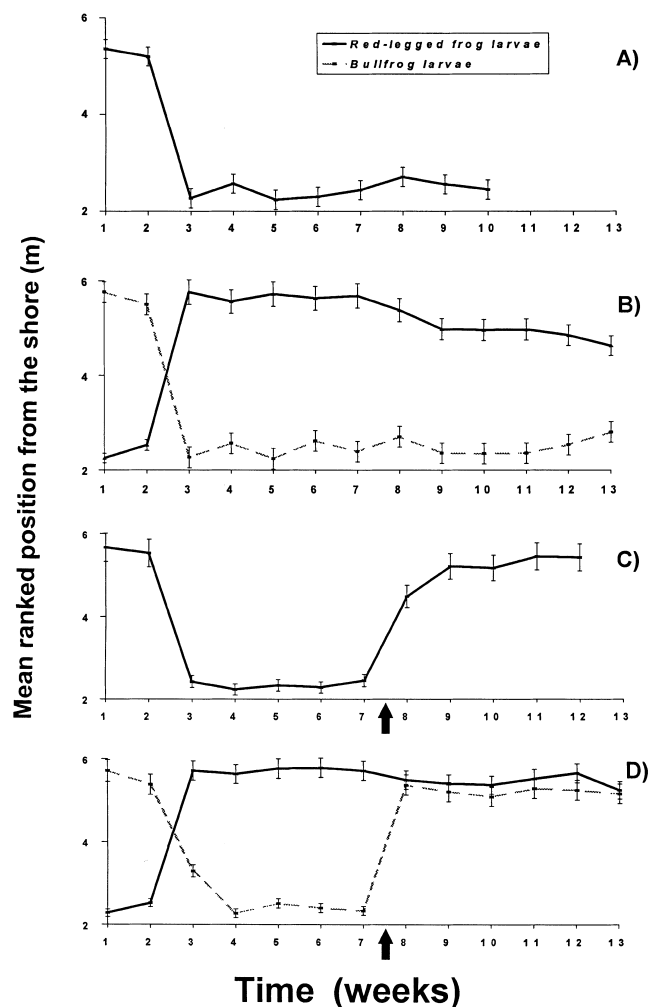 6
Red-legged frog larvae
Bullfrog larvae
A)
4
2
1 2 3 4 5 6 7 8 9 10 11 12 13
6
B)
4
2
1 2 3 4 5 6 7 8 9 10 11 12 13
6
C)
4
2
1 2 3 4 5 6 7 8 9 10 11 12 13
6
D)
4
2
1 2 3 4 5 6 7 8 9 10 11 12 13
Mean ranked position from the shore (m)
Time (weeks)